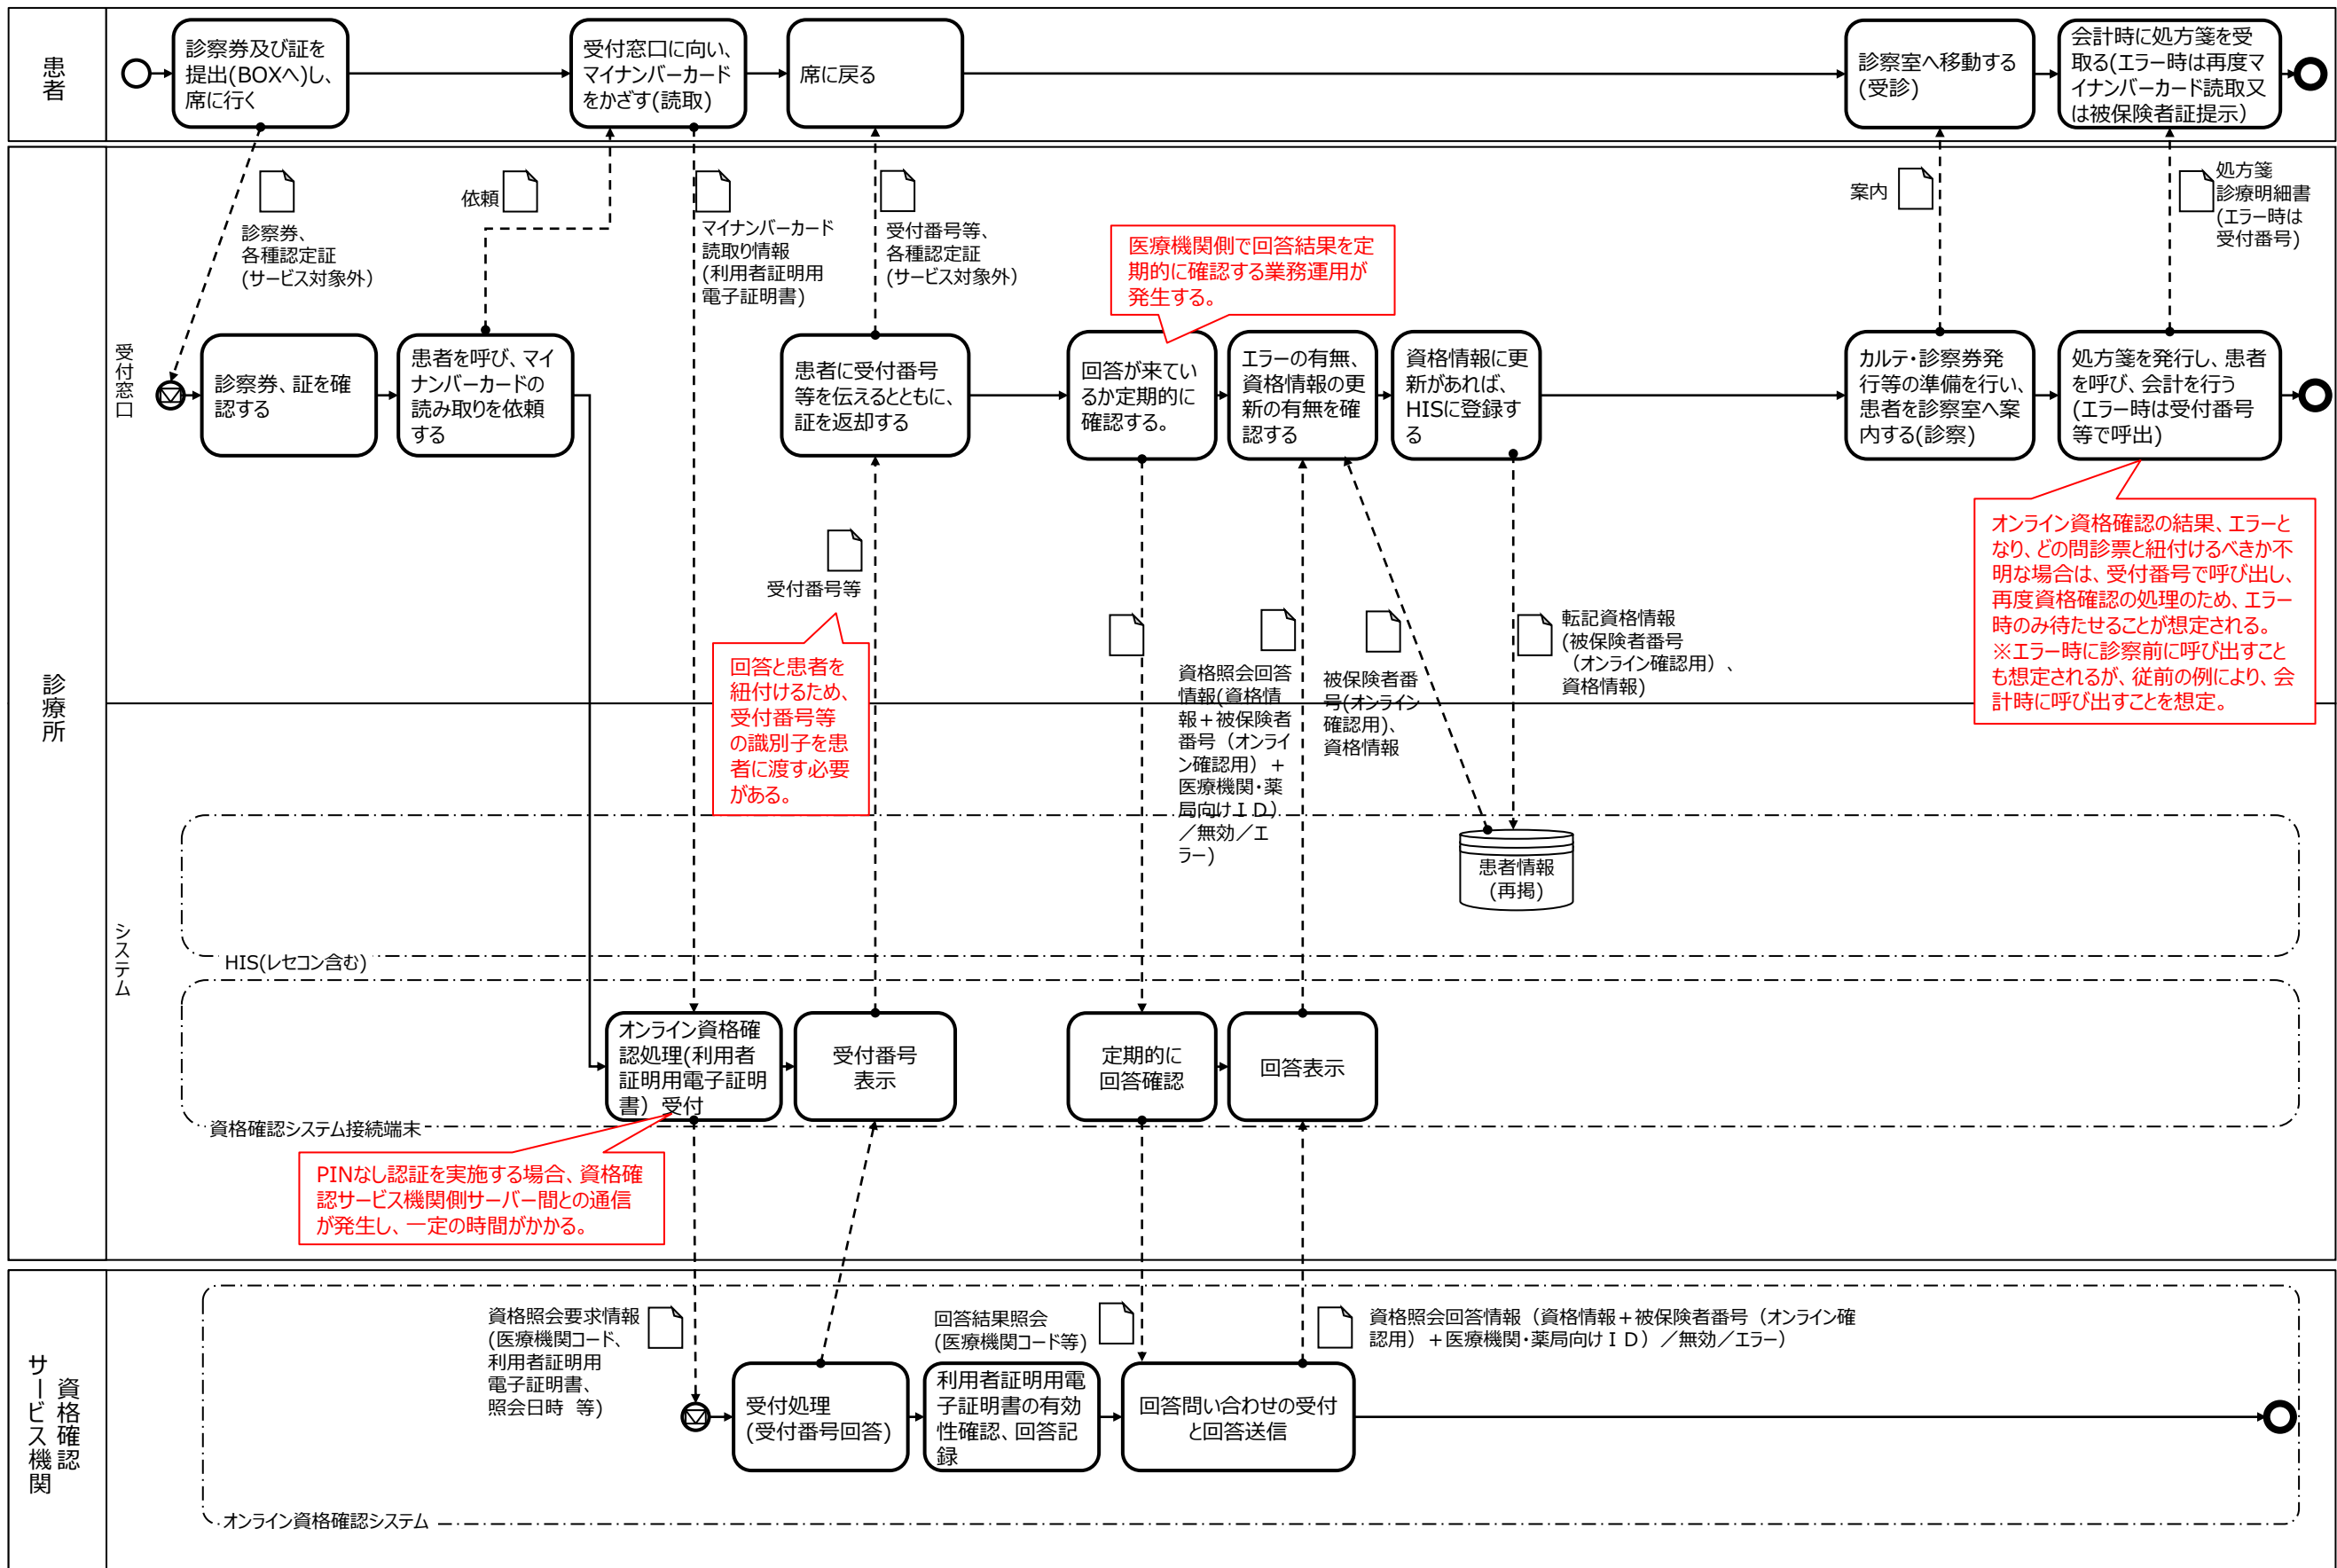 患者
診察券及び証を
提出(BOXへ)し、
席に行く
受付窓口に向い、
マイナンバーカード
をかざす(読取)
席に戻る
診察室へ移動する
(受診)
会計時に処方箋を受
取る(エラー時は再度マ
イナンバーカード読取又
は被保険者証提示)
診療所
受付窓口
診察券、
各種認定証
(サービス対象外)
依頼
マイナンバーカード
読取り情報
(利用者証明用
電子証明書)
受付番号等、
各種認定証
(サービス対象外)
医療機関側で回答結果を定
期的に確認する業務運用が
発生する。
案内
処方箋
診療明細書
(エラー時は
受付番号)
診察券、証を確
認する
患者を呼び、マイ
ナンバーカードの
読み取りを依頼
する
患者に受付番号
等を伝えるとともに、
証を返却する
回答が来てい
るか定期的に
確認する。
エラーの有無、
資格情報の更
新の有無を確
認する
資格情報に更
新があれば、
HISに登録す
る
カルテ・診察券発
行等の準備を行い、
患者を診察室へ案
内する(診察)
処方箋を発行し、患者
を呼び、会計を行う
(エラー時は受付番号
等で呼出)
受付番号等
回答と患者を
紐付けるため、
受付番号等
の識別子を患
者に渡す必要
がある。
資格照会回答
情報(資格情
報＋被保険者
番号（オンライ
ン確認用）＋
医療機関・薬
局向けＩＤ）
／無効／エ
ラー)
被保険者番
号(オンライン
確認用)、
資格情報
転記資格情報
(被保険者番号
（オンライン確認用）、
資格情報)
オンライン資格確認の結果、エラーと
なり、どの問診票と紐付けるべきか不
明な場合は、受付番号で呼び出し、
再度資格確認の処理のため、エラー
時のみ待たせることが想定される。
※エラー時に診察前に呼び出すこと
も想定されるが、従前の例により、会
計時に呼び出すことを想定。
システム
患者情報
(再掲)
HIS(レセコン含む)
オンライン資格確
認処理(利用者
証明用電子証明
書）受付
受付番号
表示
定期的に
回答確認
回答表示
資格確認システム接続端末
PINなし認証を実施する場合、資格確
認サービス機関側サーバー間との通信
が発生し、一定の時間がかかる。
資格確認
サービス機関
資格照会要求情報
(医療機関コード、
利用者証明用
電子証明書、
照会日時　等)
回答結果照会
(医療機関コード等)
資格照会回答情報（資格情報＋被保険者番号（オンライン確
認用）＋医療機関・薬局向けＩＤ）／無効／エラー)
受付処理
(受付番号回答)
利用者証明用電
子証明書の有効
性確認、回答記
録
回答問い合わせの受付
と回答送信
オンライン資格確認システム